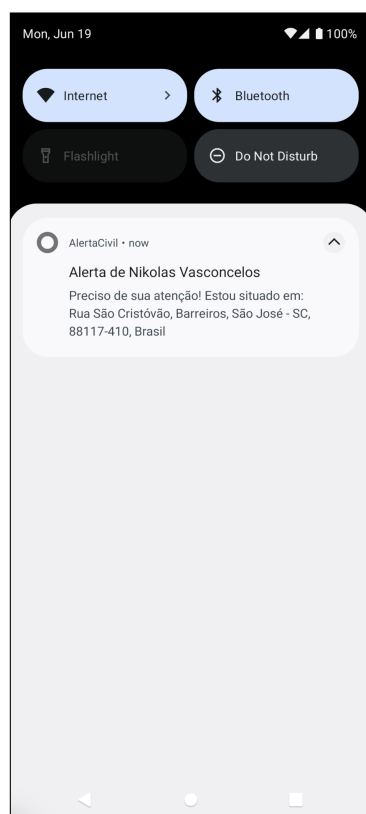 Mon, Jun 19 100%
Internet Bluetooth
Flashlight Do Not Disturb
AlertaCivil • now
Alerta de Nikolas Vasconcelos
Preciso de sua atenção! Estou situado em:
Rua São Cristóvão, Barreiros, São José - SC,
88117-410, Brasil